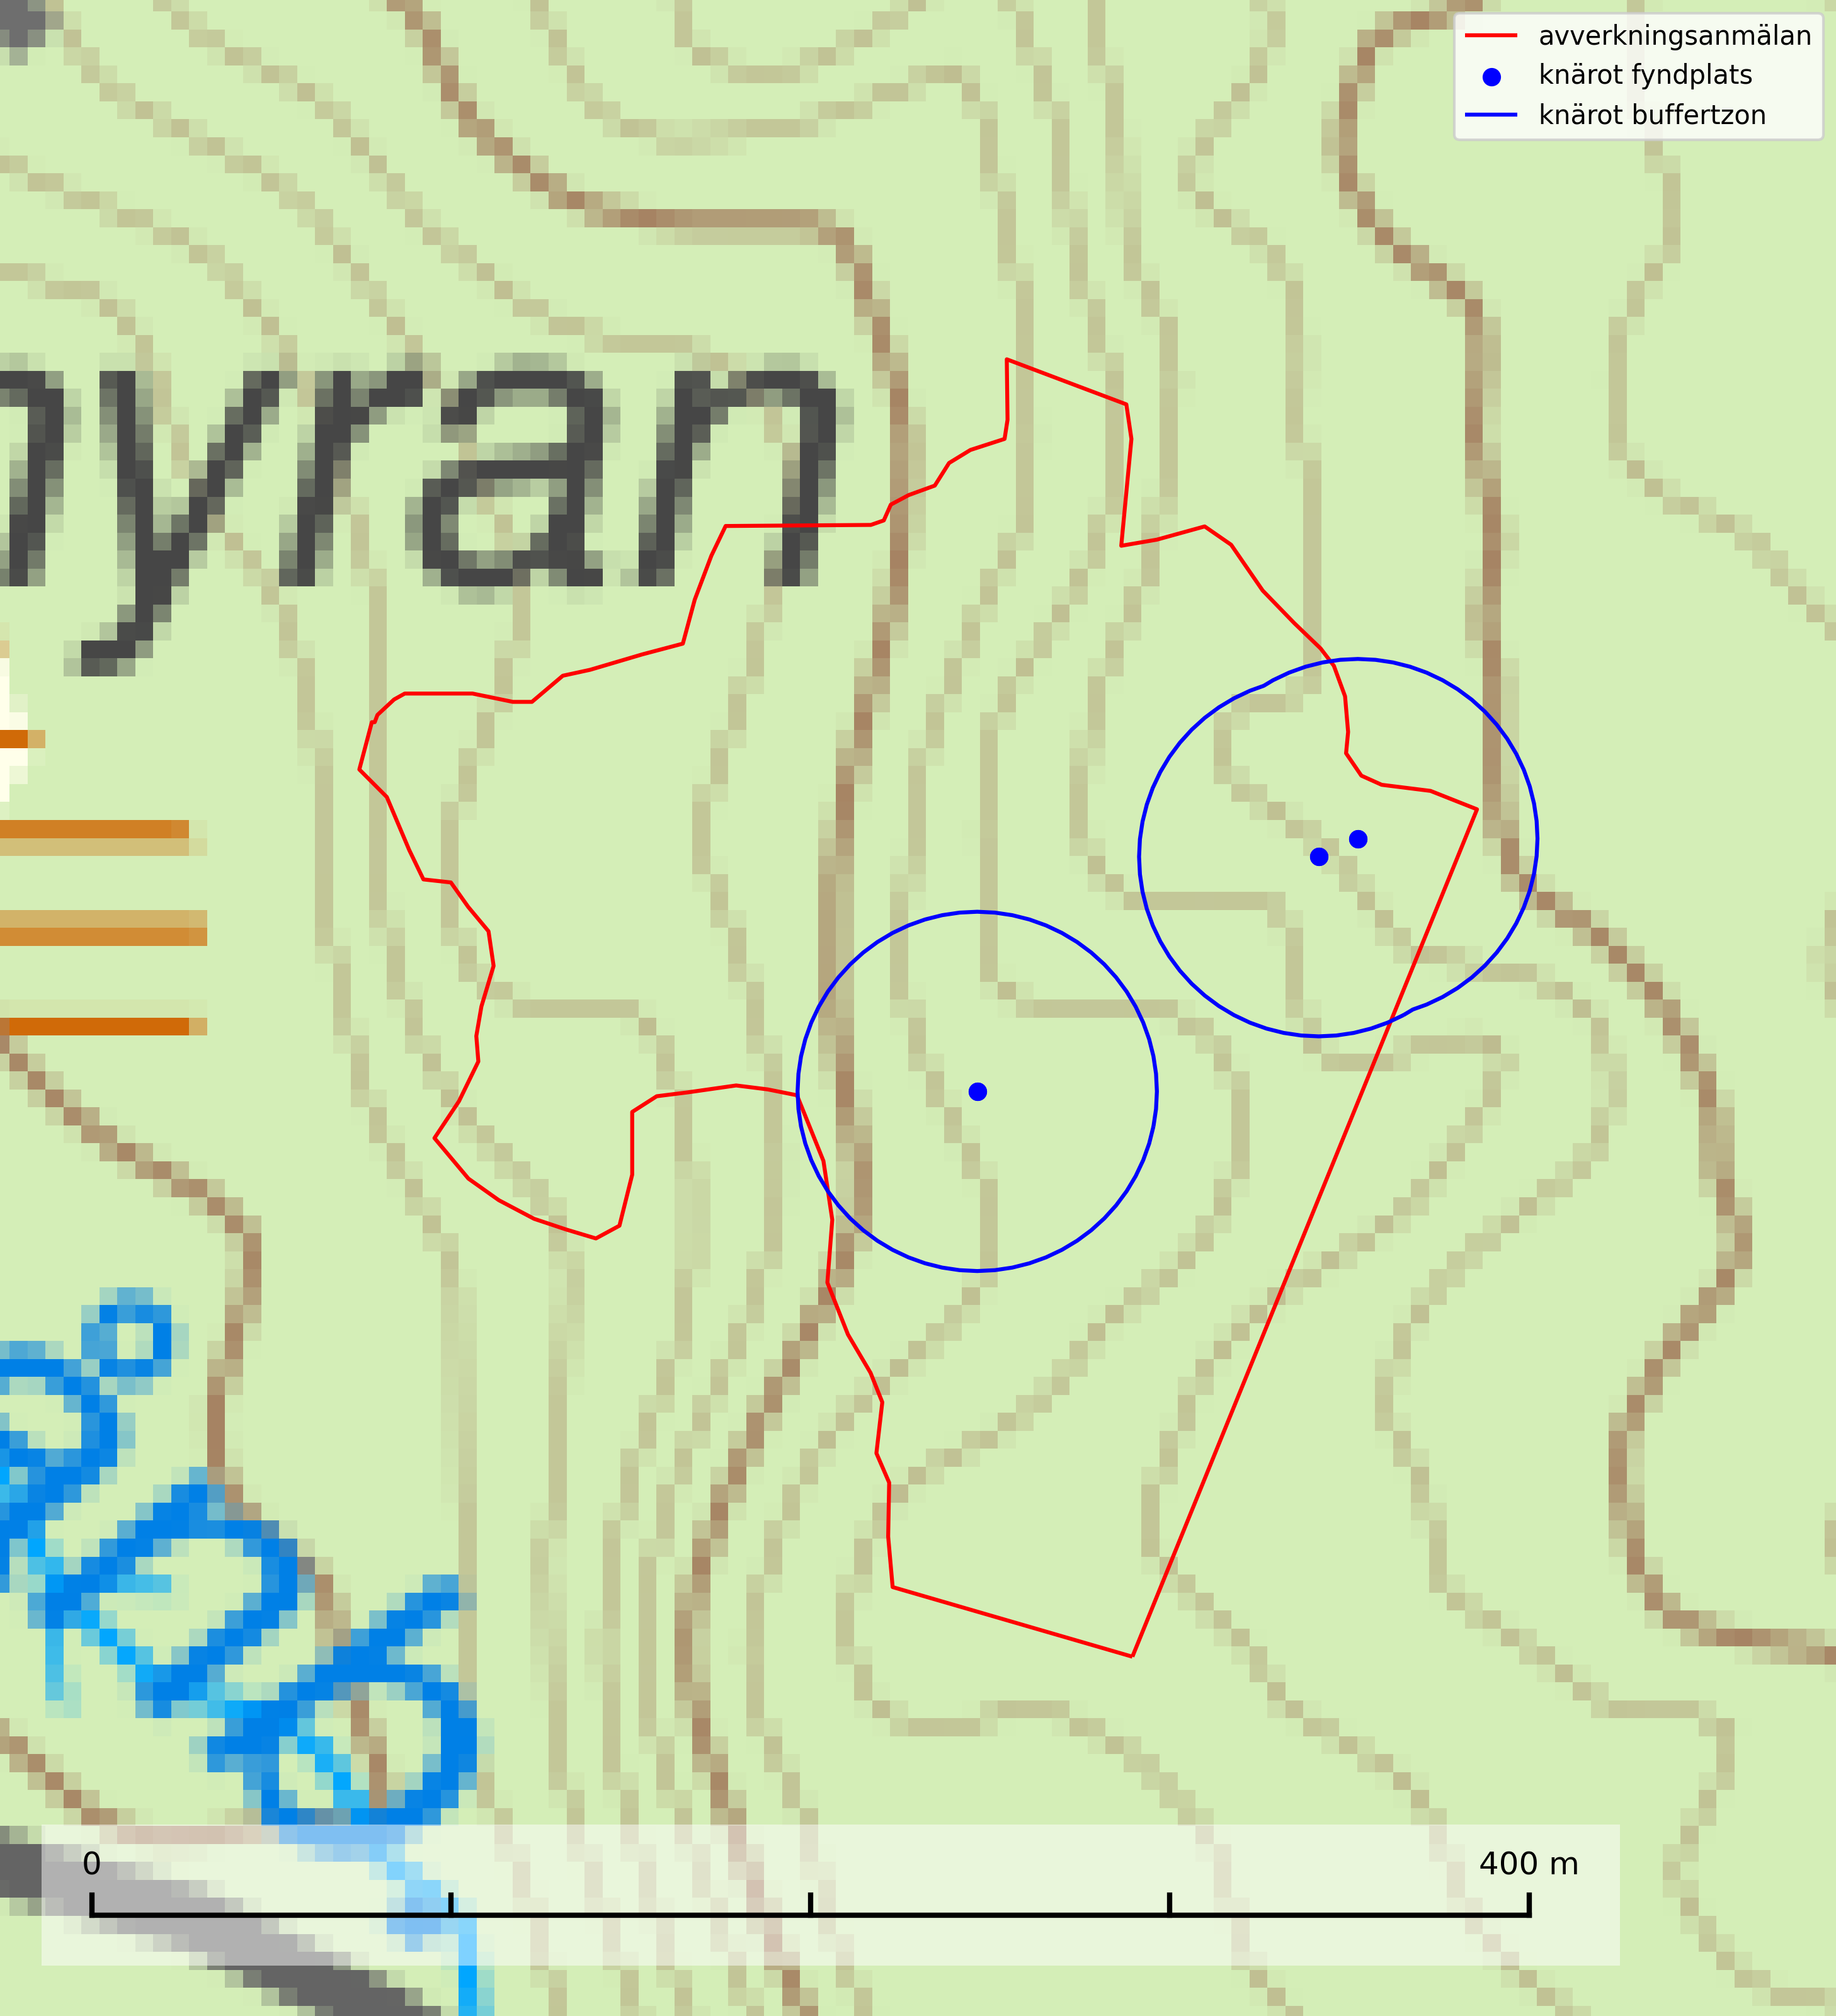 avverkningsanmälan
knärot fyndplats
knärot buffertzon
yran
0 400 m